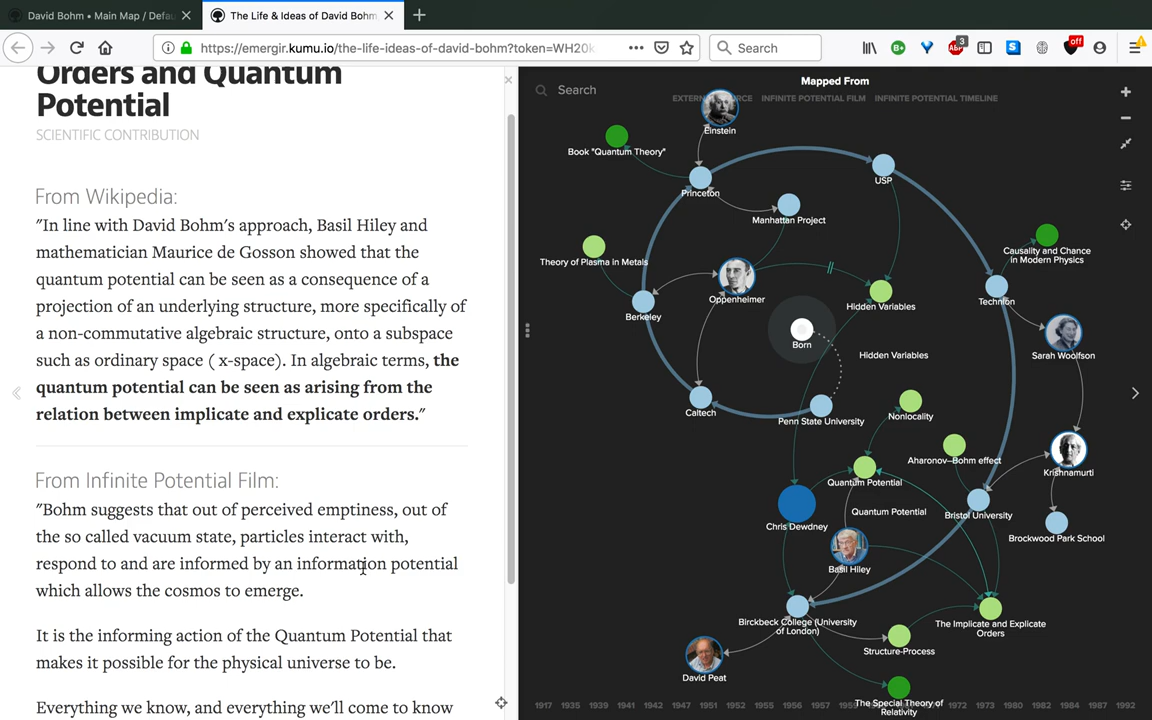 David Bohm • Main Map / Defau
The Life & Ideas of David Bohm
https://emergir.kumu.io/the-life-ideas-of-david-bohm?token=WH20k
Search
3
off
Orders and Quantum
Potential
SCIENTIFIC CONTRIBUTION
From Wikipedia:
"In line with David Bohm's approach, Basil Hiley and
mathematician Maurice de Gosson showed that the
quantum potential can be seen as a consequence of a
projection of an underlying structure, more specifically of
a non-commutative algebraic structure, onto a subspace
such as ordinary space ( x-space). In algebraic terms, the
quantum potential can be seen as arising from the
relation between implicate and explicate orders."
From Infinite Potential Film:
"Bohm suggests that out of perceived emptiness, out of
the so called vacuum state, particles interact with,
respond to and are informed by an information potential
which allows the cosmos to emerge.
It is the informing action of the Quantum Potential that
makes it possible for the physical universe to be.
Everything we know, and everything we'll come to know
Search
Mapped From
INFINITE POTENTIAL FILM
INFINITE POTENTIAL TIMELINE
Einstein
Book "Quantum Theory"
Princeton
USP
Manhattan Project
Causality and Chance
in Modern Physics
Theory of Plasma in Metals
Oppenheimer
Hidden Variables
Technion
Berkeley
Born
Hidden Variables
Sarah Woolfson
Caltech
Penn State University
Nonlocality
Aharonov–Bohm effect
Krishnamurti
Quantum Potential
Quantum Potential
Bristol University
Chris Dewdney
Brockwood Park School
Basil Hiley
Birckbeck College (University
of London)
The Implicate and Explicate
Orders
Structure-Process
David Peat
The Special Theory of
Relativity
1917 1935 1939 1941 1942 1949 1951 1952 1955 1956 1957 1959 1961 1972 1973 1980 1984 1986 1987 1992